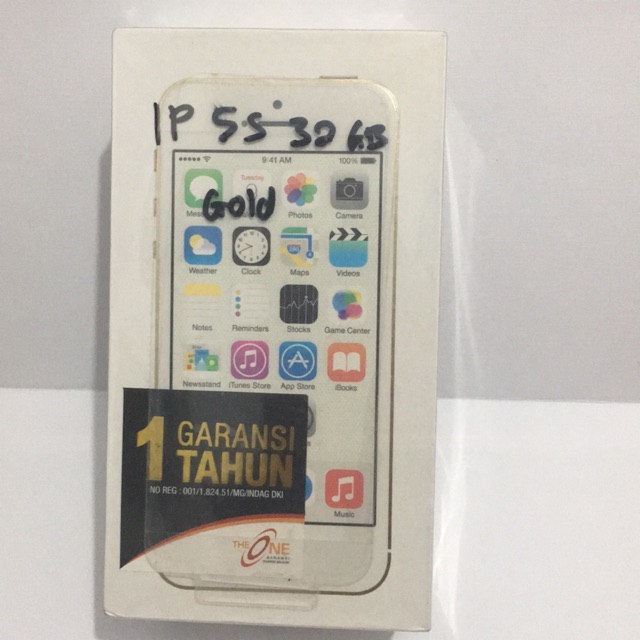 IP 5S 32 GB
9:41 AM 100%
Gold
Tuesday
Photos Camera
Weather Clock Maps Videos
Notes Reminders Stocks Game Center
Newsstand iTunes Store App Store iBooks
1 GARANSI
TAHUN
NO REG : 001/1.824.51/MG/INDAG DKI
Music
THE ONE